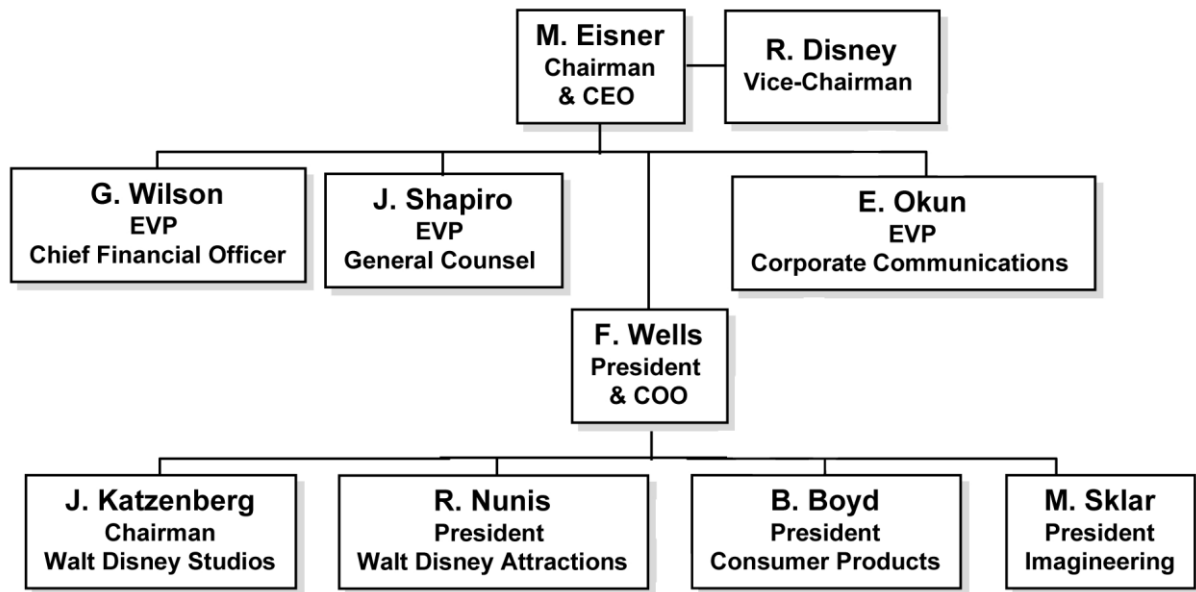 M. Eisner
Chairman
& CEO
R. Disney
Vice-Chairman
G. Wilson
EVP
Chief Financial Officer
J. Shapiro
EVP
General Counsel
E. Okun
EVP
Corporate Communications
F. Wells
President
& COO
J. Katzenberg
Chairman
Walt Disney Studios
R. Nunis
President
Walt Disney Attractions
B. Boyd
President
Consumer Products
M. Sklar
President
Imagineering